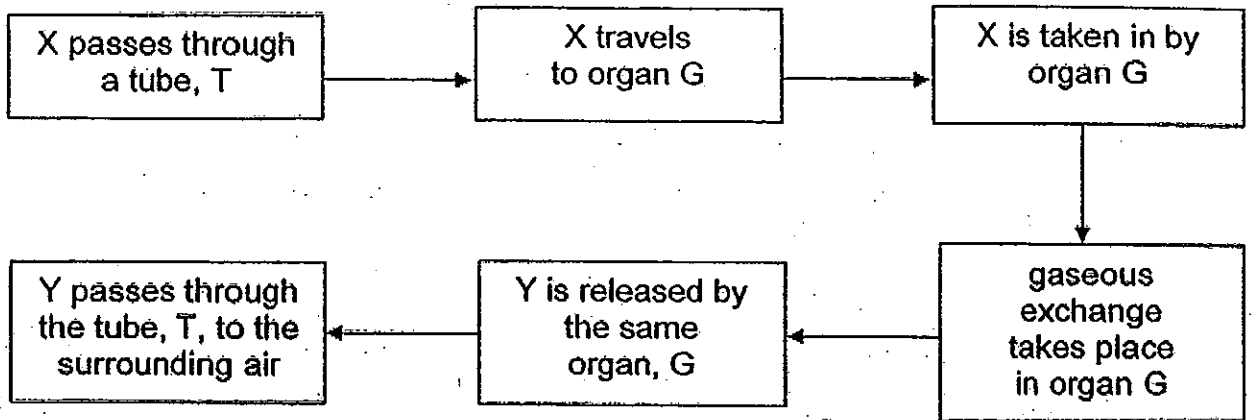 X passes through
a tube, T
X travels
to organ G
X is taken in by
organ G
gaseous
exchange
takes place
in organ G
Y is released by
the same
organ, G
Y passes through
the tube, T, to the
surrounding air